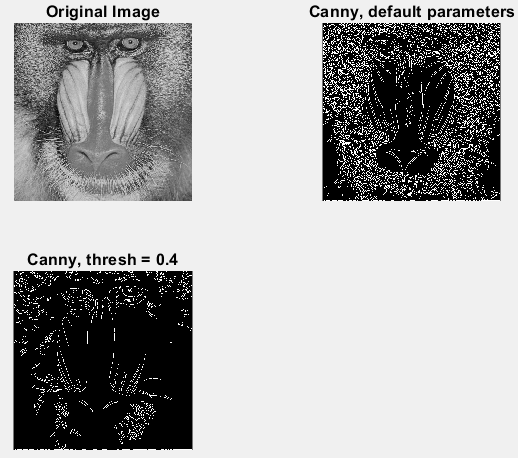 Original Image
Canny, default parameters
Canny, thresh = 0.4